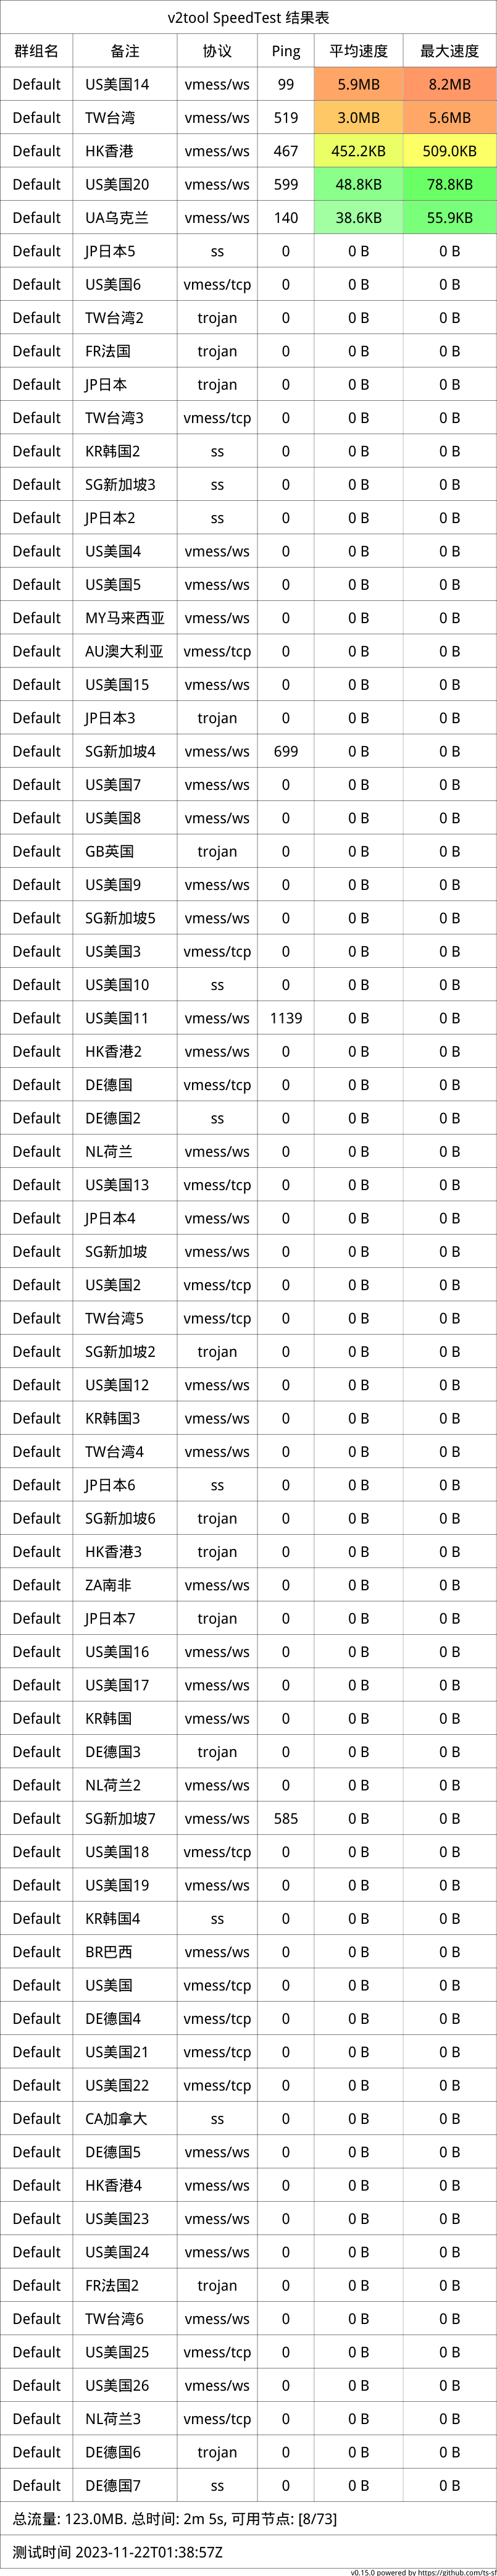 v2tool SpeedTest 结果表
群组名 备注 协议 Ping 平均速度 最大速度
Default US美国14 vmess/ws 99 5.9MB 8.2MB
Default TW台湾 vmess/ws 519 3.0MB 5.6MB
Default HK香港 vmess/ws 467 452.2KB 509.0KB
Default US美国20 vmess/ws 599 48.8KB 78.8KB
Default UA乌克兰 vmess/ws 140 38.6KB 55.9KB
Default JP日本5 ss 0 0 B 0 B
Default US美国6 vmess/tcp 0 0 B 0 B
Default TW台湾2 trojan 0 0 B 0 B
Default FR法国 trojan 0 0 B 0 B
Default JP日本 trojan 0 0 B 0 B
Default TW台湾3 vmess/tcp 0 0 B 0 B
Default KR韩国2 ss 0 0 B 0 B
Default SG新加坡3 ss 0 0 B 0 B
Default JP日本2 ss 0 0 B 0 B
Default US美国4 vmess/ws 0 0 B 0 B
Default US美国5 vmess/ws 0 0 B 0 B
Default MY马来西亚 vmess/ws 0 0 B 0 B
Default AU澳大利亚 vmess/tcp 0 0 B 0 B
Default US美国15 vmess/ws 0 0 B 0 B
Default JP日本3 trojan 0 0 B 0 B
Default SG新加坡4 vmess/ws 699 0 B 0 B
Default US美国7 vmess/ws 0 0 B 0 B
Default US美国8 vmess/ws 0 0 B 0 B
Default GB英国 trojan 0 0 B 0 B
Default US美国9 vmess/ws 0 0 B 0 B
Default SG新加坡5 vmess/ws 0 0 B 0 B
Default US美国3 vmess/tcp 0 0 B 0 B
Default US美国10 ss 0 0 B 0 B
Default US美国11 vmess/ws 1139 0 B 0 B
Default HK香港2 vmess/ws 0 0 B 0 B
Default DE德国 vmess/tcp 0 0 B 0 B
Default DE德国2 ss 0 0 B 0 B
Default NL荷兰 vmess/ws 0 0 B 0 B
Default US美国13 vmess/tcp 0 0 B 0 B
Default JP日本4 vmess/ws 0 0 B 0 B
Default SG新加坡 vmess/ws 0 0 B 0 B
Default US美国2 vmess/tcp 0 0 B 0 B
Default TW台湾5 vmess/tcp 0 0 B 0 B
Default SG新加坡2 trojan 0 0 B 0 B
Default US美国12 vmess/ws 0 0 B 0 B
Default KR韩国3 vmess/ws 0 0 B 0 B
Default TW台湾4 vmess/ws 0 0 B 0 B
Default JP日本6 ss 0 0 B 0 B
Default SG新加坡6 trojan 0 0 B 0 B
Default HK香港3 trojan 0 0 B 0 B
Default ZA南非 vmess/ws 0 0 B 0 B
Default JP日本7 trojan 0 0 B 0 B
Default US美国16 vmess/ws 0 0 B 0 B
Default US美国17 vmess/ws 0 0 B 0 B
Default KR韩国 vmess/ws 0 0 B 0 B
Default DE德国3 trojan 0 0 B 0 B
Default NL荷兰2 vmess/ws 0 0 B 0 B
Default SG新加坡7 vmess/ws 585 0 B 0 B
Default US美国18 vmess/tcp 0 0 B 0 B
Default US美国19 vmess/ws 0 0 B 0 B
Default KR韩国4 ss 0 0 B 0 B
Default BR巴西 vmess/ws 0 0 B 0 B
Default US美国 vmess/tcp 0 0 B 0 B
Default DE德国4 vmess/tcp 0 0 B 0 B
Default US美国21 vmess/tcp 0 0 B 0 B
Default US美国22 vmess/tcp 0 0 B 0 B
Default CA加拿大 ss 0 0 B 0 B
Default DE德国5 vmess/ws 0 0 B 0 B
Default HK香港4 vmess/ws 0 0 B 0 B
Default US美国23 vmess/ws 0 0 B 0 B
Default US美国24 vmess/ws 0 0 B 0 B
Default FR法国2 trojan 0 0 B 0 B
Default TW台湾6 vmess/ws 0 0 B 0 B
Default US美国25 vmess/tcp 0 0 B 0 B
Default US美国26 vmess/ws 0 0 B 0 B
Default NL荷兰3 vmess/tcp 0 0 B 0 B
Default DE德国6 trojan 0 0 B 0 B
Default DE德国7 ss 0 0 B 0 B
总流量: 123.0MB. 总时间: 2m 5s, 可用节点: [8/73]
测试时间 2023-11-22T01:38:57Z
v0.15.0 powered by https://github.com/ts-sf